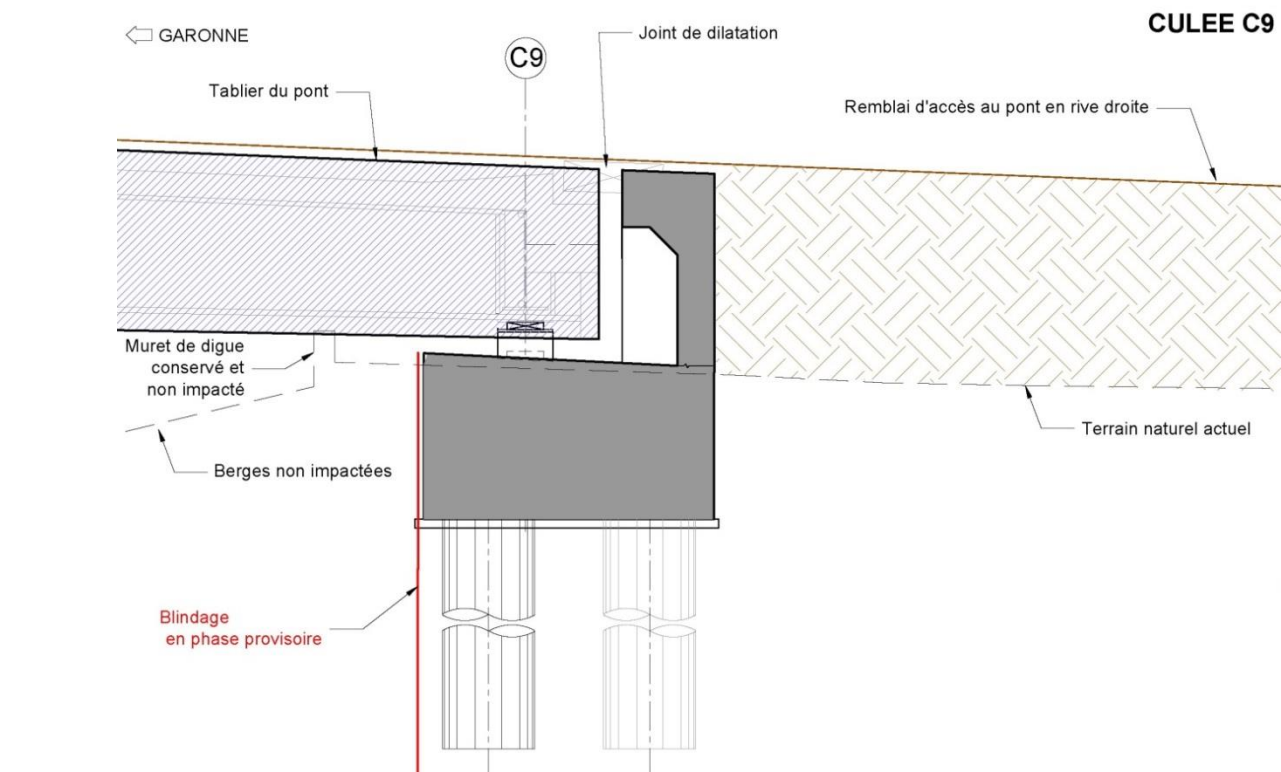 CULEE C9
GARONNE
Joint de dilatation
C9
Tablier du pont
Remblai d'accès au pont en rive droite
Muret de digue
conservé et
non impacté
Terrain naturel actuel
Berges non impactées
Blindage
en phase provisoire